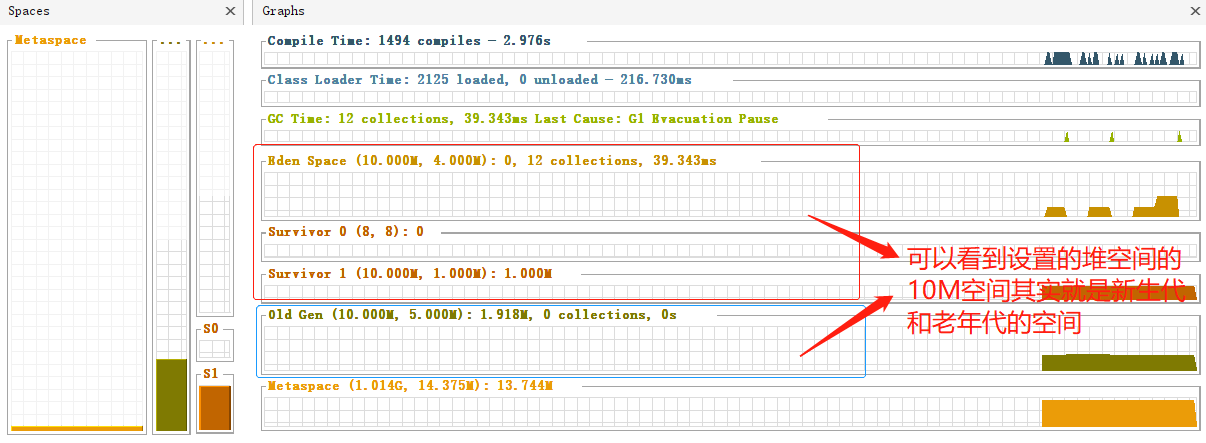 Spaces
Graphs
Metaspace
S0
S1
Compile Time: 1494 compiles - 2.976s
Class Loader Time: 2125 loaded, 0 unloaded - 216.730ms
GC Time: 12 collections, 39.343ms Last Cause: G1 Evacuation Pause
Eden Space (10.000M, 4.000M): 0, 12 collections, 39.343ms
Survivor 0 (8, 8): 0
Survivor 1 (10.000M, 1.000M): 1.000M
Old Gen (10.000M, 5.000M): 1.918M, 0 collections, 0s
Metaspace (1.014G, 14.375M): 13.744M
可以看到设置的堆空间的
10M空间其实就是新生代
和老年代的空间